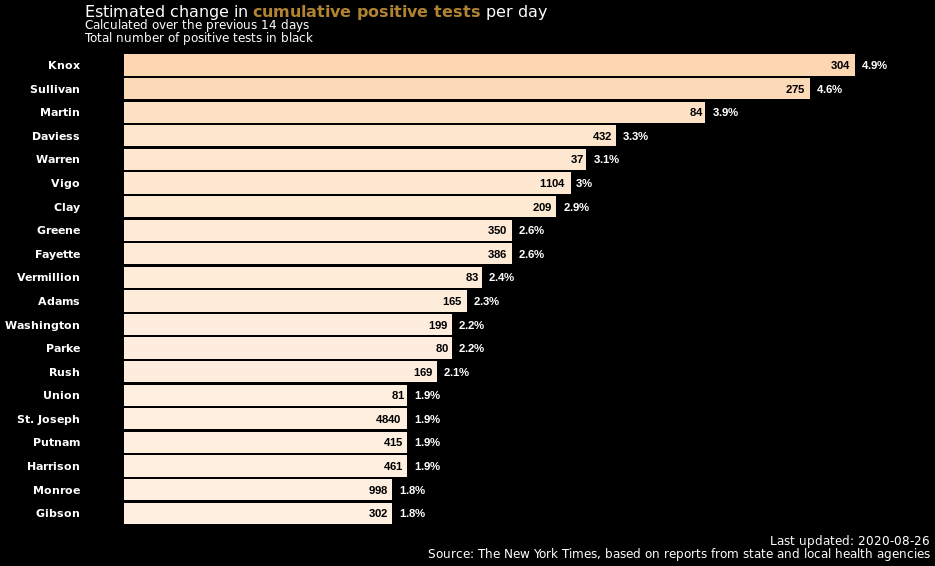 Estimated change in cumulative positive tests per day
Calculated over the previous 14 days
Total number of positive tests in black
Knox 304 4.9%
Sullivan 275 4.6%
Martin 84 3.9%
Daviess 432 3.3%
Warren 37 3.1%
Vigo 1104 3%
Clay 209 2.9%
Greene 350 2.6%
Fayette 386 2.6%
Vermillion 83 2.4%
Adams 165 2.3%
Washington 199 2.2%
Parke 80 2.2%
Rush 169 2.1%
Union 81 1.9%
St. Joseph 4840 1.9%
Putnam 415 1.9%
Harrison 461 1.9%
Monroe 998 1.8%
Gibson 302 1.8%
Last updated: 2020-08-26
Source: The New York Times, based on reports from state and local health agencies